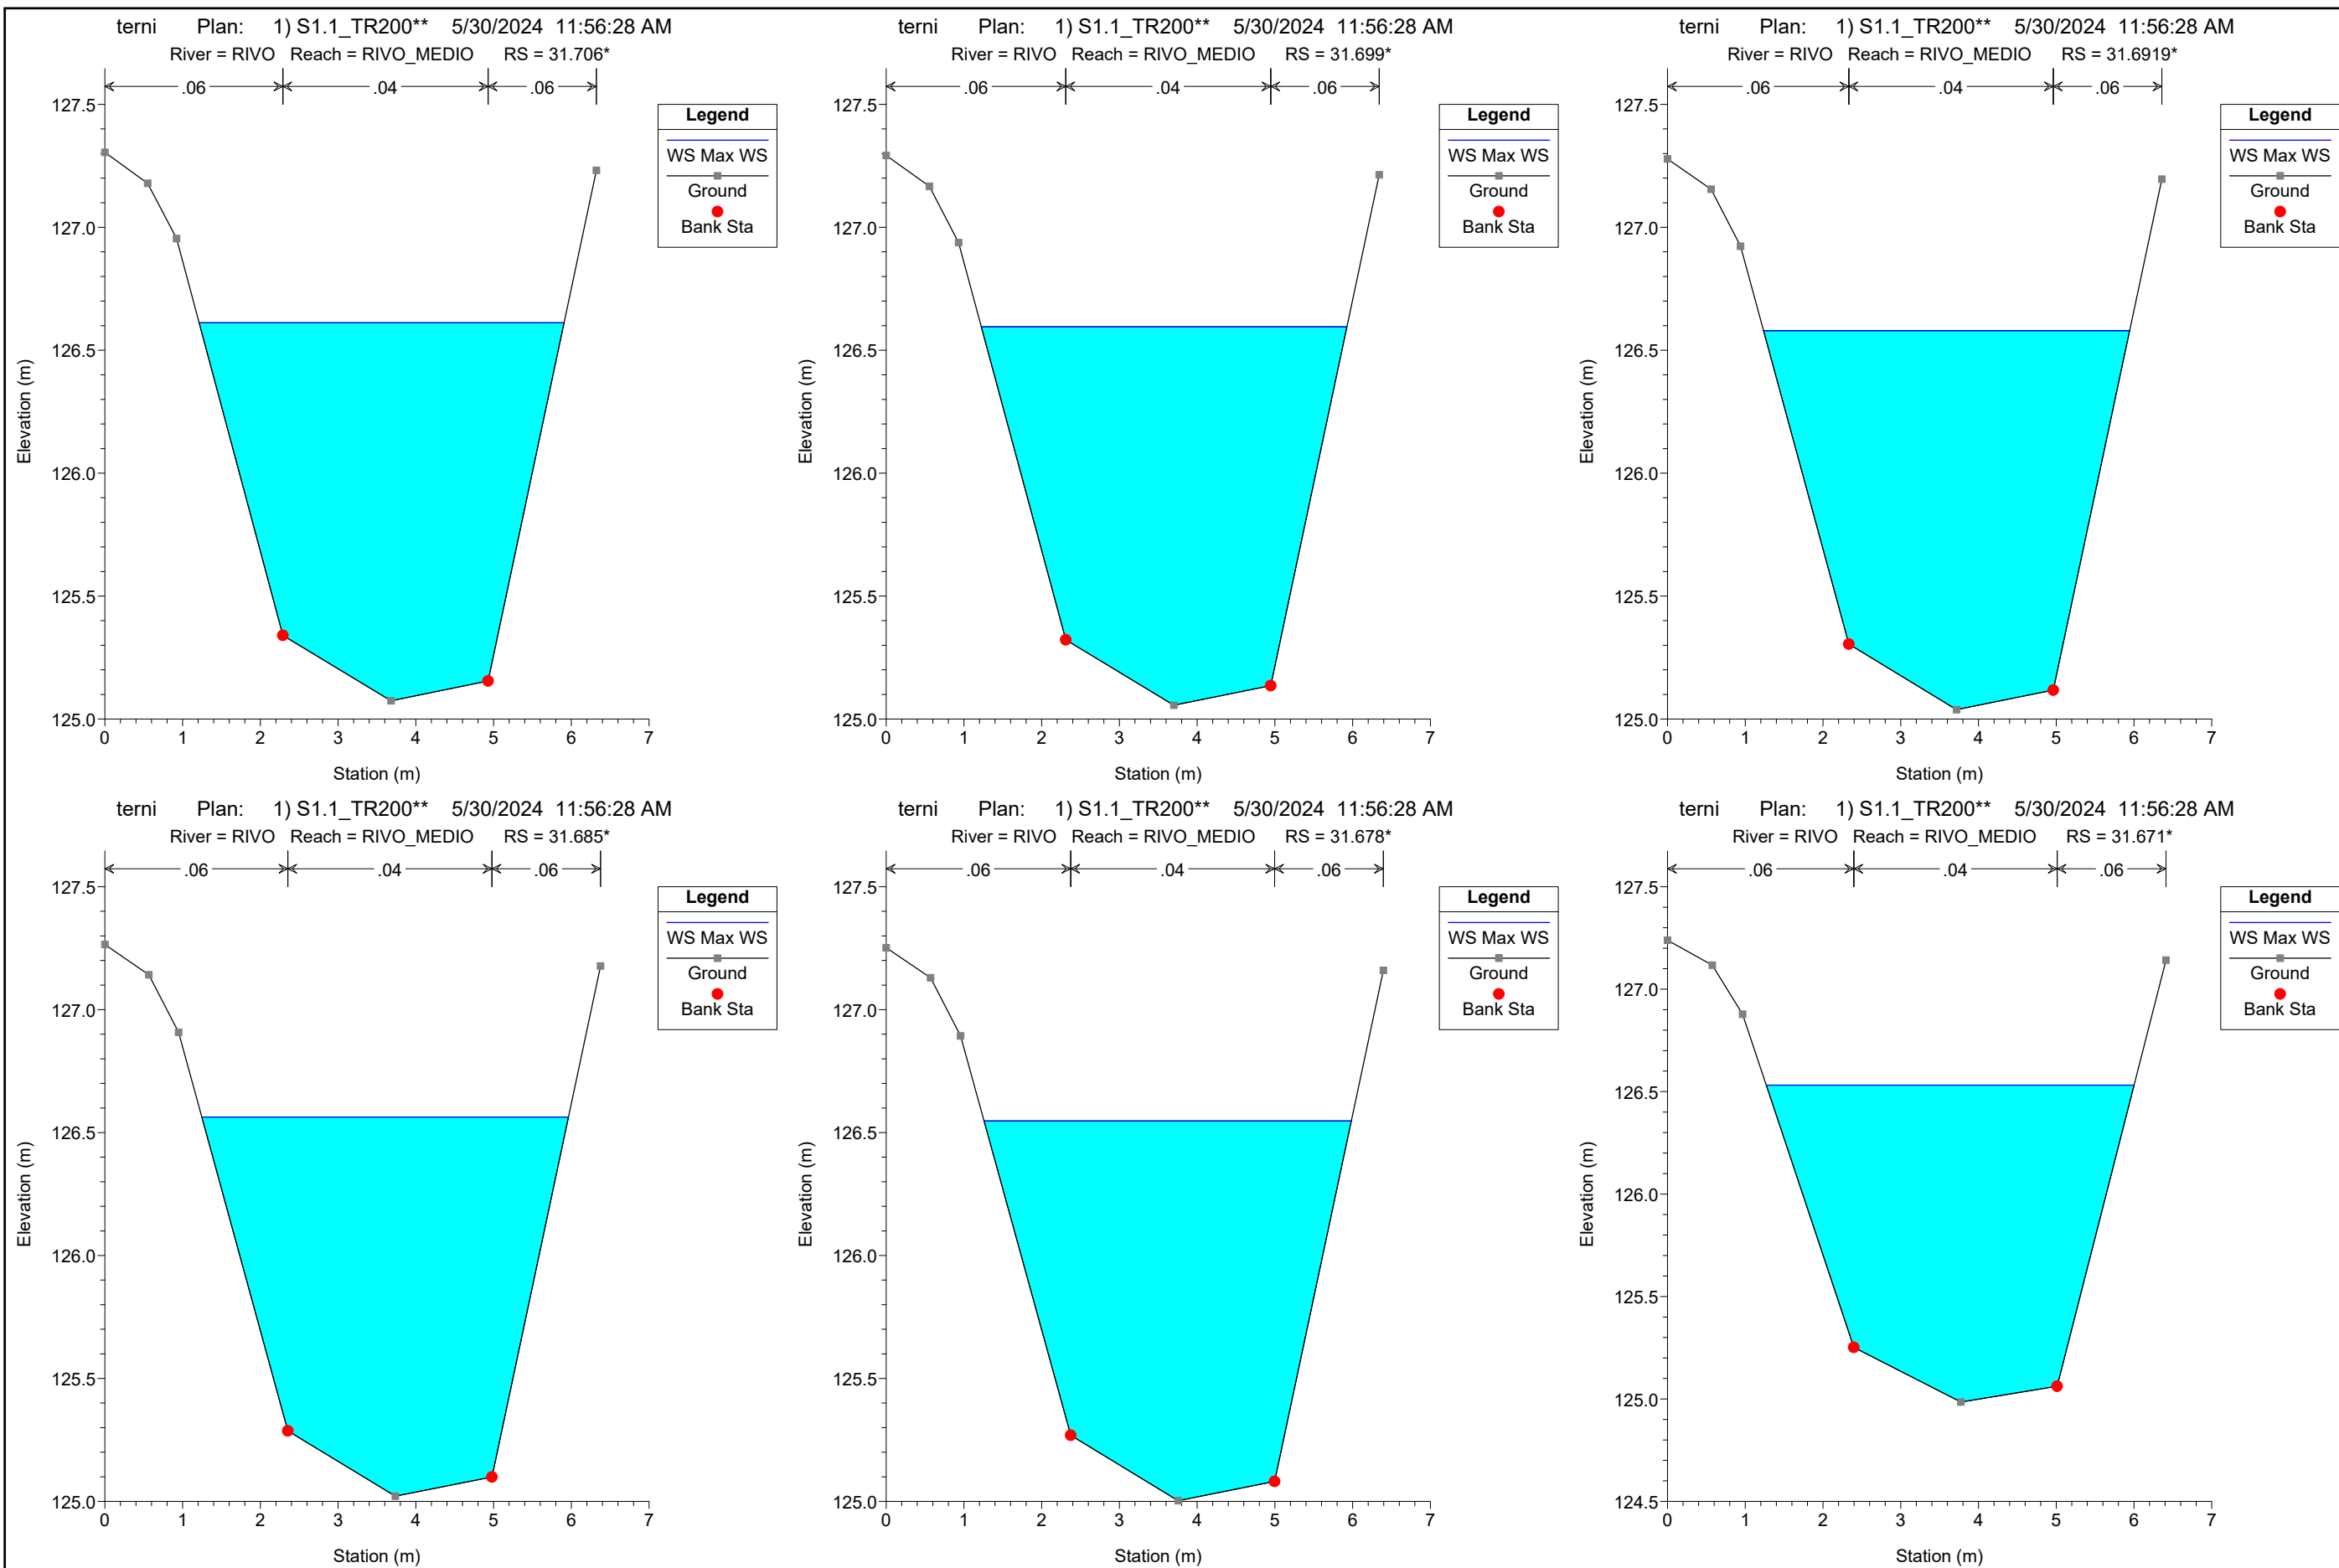 terni Plan: 1) S1.1_TR200** 5/30/2024 11:56:28 AM
River = RIVO Reach = RIVO_MEDIO RS = 31.706*
.06 .04 .06
Legend
WS Max WS
Ground
Bank Sta
127.5
127.0
126.5
126.0
125.5
125.0
Elevation (m)
0 1 2 3 4 5 6 7
Station (m)
terni Plan: 1) S1.1_TR200** 5/30/2024 11:56:28 AM
River = RIVO Reach = RIVO_MEDIO RS = 31.699*
.06 .04 .06
Legend
WS Max WS
Ground
Bank Sta
127.5
127.0
126.5
126.0
125.5
125.0
Elevation (m)
0 1 2 3 4 5 6 7
Station (m)
terni Plan: 1) S1.1_TR200** 5/30/2024 11:56:28 AM
River = RIVO Reach = RIVO_MEDIO RS = 31.6919*
.06 .04 .06
Legend
WS Max WS
Ground
Bank Sta
127.5
127.0
126.5
126.0
125.5
125.0
Elevation (m)
0 1 2 3 4 5 6 7
Station (m)
terni Plan: 1) S1.1_TR200** 5/30/2024 11:56:28 AM
River = RIVO Reach = RIVO_MEDIO RS = 31.685*
.06 .04 .06
Legend
WS Max WS
Ground
Bank Sta
127.5
127.0
126.5
126.0
125.5
125.0
Elevation (m)
0 1 2 3 4 5 6 7
Station (m)
terni Plan: 1) S1.1_TR200** 5/30/2024 11:56:28 AM
River = RIVO Reach = RIVO_MEDIO RS = 31.678*
.06 .04 .06
Legend
WS Max WS
Ground
Bank Sta
127.5
127.0
126.5
126.0
125.5
125.0
Elevation (m)
0 1 2 3 4 5 6 7
Station (m)
terni Plan: 1) S1.1_TR200** 5/30/2024 11:56:28 AM
River = RIVO Reach = RIVO_MEDIO RS = 31.671*
.06 .04 .06
Legend
WS Max WS
Ground
Bank Sta
127.5
127.0
126.5
126.0
125.5
125.0
124.5
Elevation (m)
0 1 2 3 4 5 6 7
Station (m)